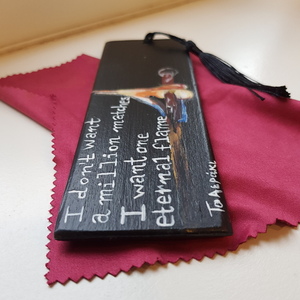 I don't want
a million matches
I want one
eternal flame